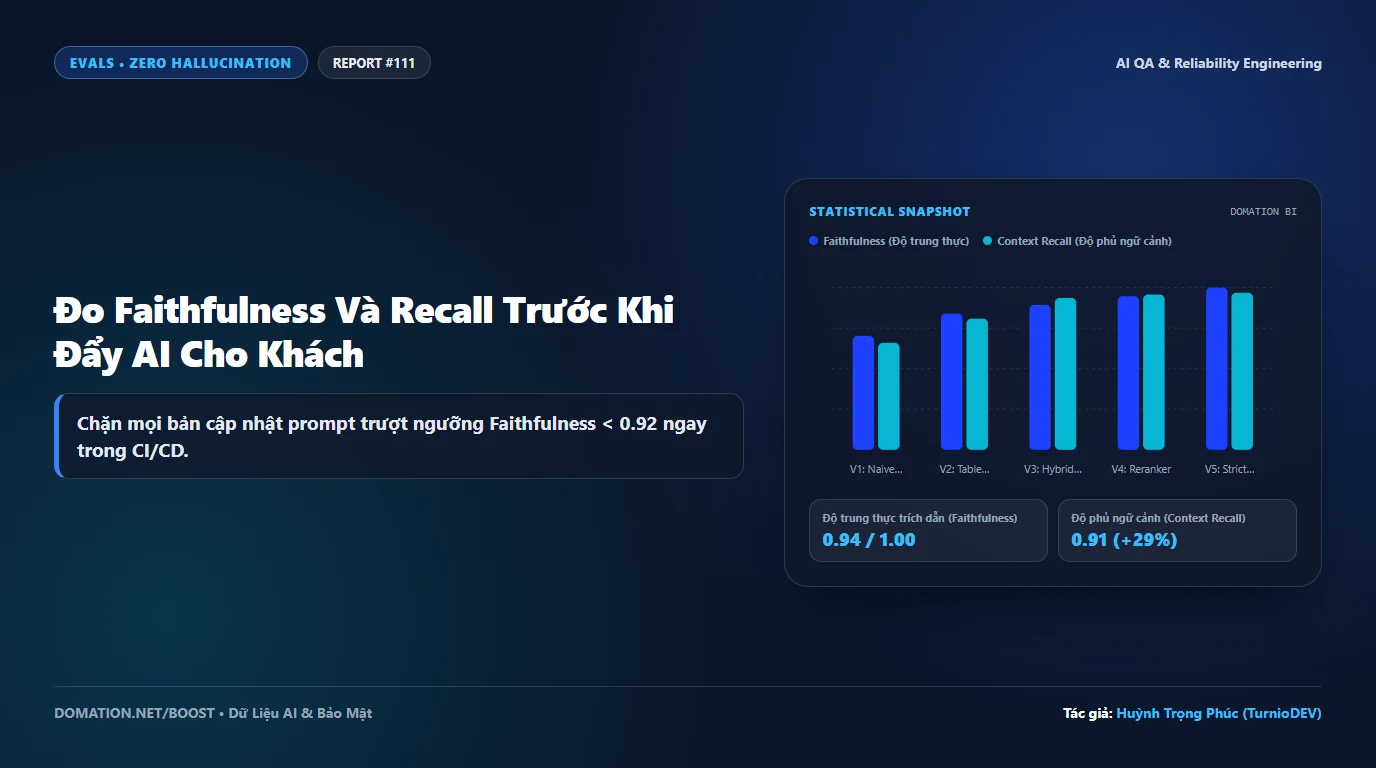 EVALS • ZERO HALLUCINATION
REPORT #111
AI QA & Reliability Engineering
Đo Faithfulness Và Recall Trước Khi
Đẩy AI Cho Khách
Chặn mọi bản cập nhật prompt trượt ngưỡng Faithfulness < 0.92 ngay
trong CI/CD.
STATISTICAL SNAPSHOT
DOMATION BI
Faithfulness (Độ trung thực)
Context Recall (Độ phủ ngữ cảnh)
V1: Naive...
V2: Table...
V3: Hybrid...
V4: Reranker
V5: Strict...
Độ trung thực trích dẫn (Faithfulness)
0.94 / 1.00
Độ phủ ngữ cảnh (Context Recall)
0.91 (+29%)
DOMATION.NET/BOOST • Dữ Liệu AI & Bảo Mật
Tác giả: Huỳnh Trọng Phúc (TurnioDEV)